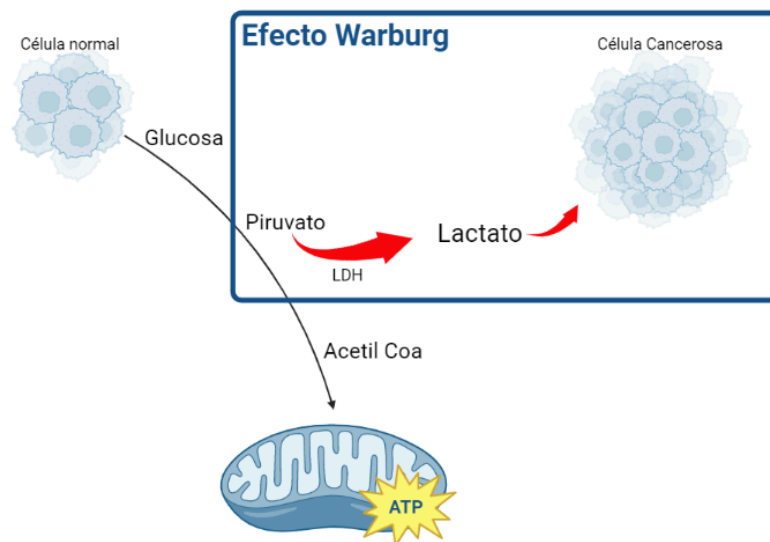 Célula normal
Efecto Warburg
Célula Cancerosa
Glucosa
Piruvato
Lactato
LDH
Acetil Coa
ATP